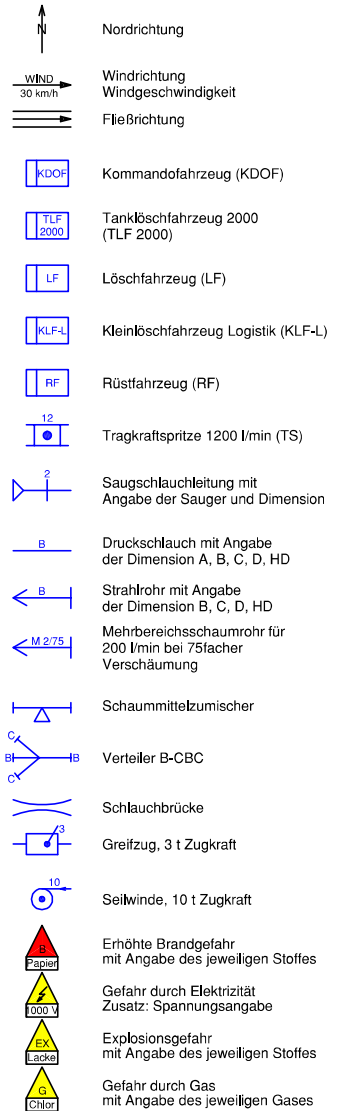 N
Nordrichtung
WIND
30 km/h
Windrichtung
Windgeschwindigkeit
Fließrichtung
KDOF
Kommandofahrzeug (KDOF)
TLF
2000
Tanklöschfahrzeug 2000
(TLF 2000)
LF
Löschfahrzeug (LF)
KLF-L
Kleinlöschfahrzeug Logistik (KLF-L)
RF
Rüstfahrzeug (RF)
12
Tragkraftspritze 1200 l/min (TS)
2
Saugschlauchleitung mit
Angabe der Sauger und Dimension
B
Druckschlauch mit Angabe
der Dimension A, B, C, D, HD
B
Strahlrohr mit Angabe
der Dimension B, C, D, HD
M 2/75
Mehrbereichsschaumrohr für
200 l/min bei 75facher
Verschäumung
Schaummittelzumischer
C
B
B
C
Verteiler B-CBC
Schlauchbrücke
3
Greifzug, 3 t Zugkraft
10
Seilwinde, 10 t Zugkraft
B
Papier
Erhöhte Brandgefahr
mit Angabe des jeweiligen Stoffes
1000 V
Gefahr durch Elektrizität
Zusatz: Spannungsangabe
EX
Lacke
Explosionsgefahr
mit Angabe des jeweiligen Stoffes
G
Chlor
Gefahr durch Gas
mit Angabe des jeweiligen Gases